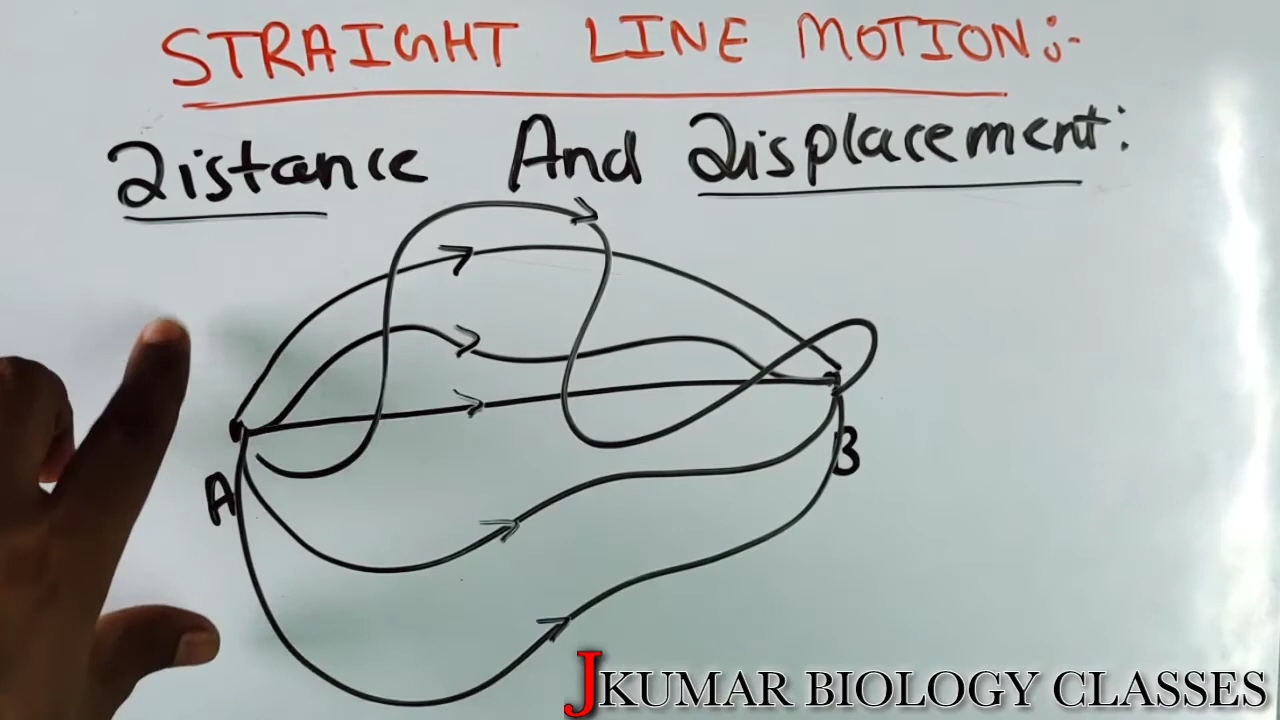 STRAIGHT LINE MOTION:-
Distance And Displacement:
A
B
JKUMAR BIOLOGY CLASSES